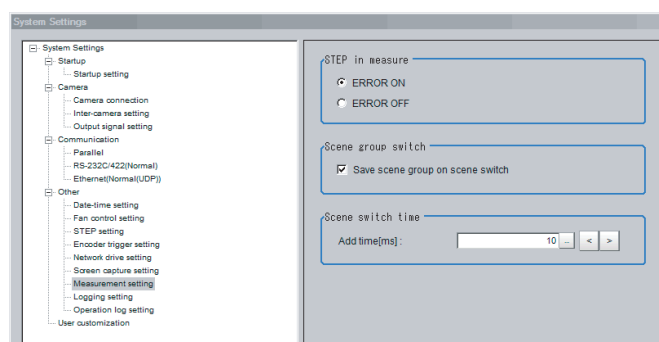 System Settings
System Settings
Startup
Startup setting
Camera
Camera connection
Inter-camera setting
Output signal setting
Communication
Parallel
RS-232C/422(Normal)
Ethernet(Normal(UDP))
Other
Date-time setting
Fan control setting
STEP setting
Encoder trigger setting
Network drive setting
Screen capture setting
Measurement setting
Logging setting
Operation log setting
User customization
STEP in measure
ERROR ON
ERROR OFF
Scene group switch
Save scene group on scene switch
Scene switch time
Add time[ms] : 10 ... < >